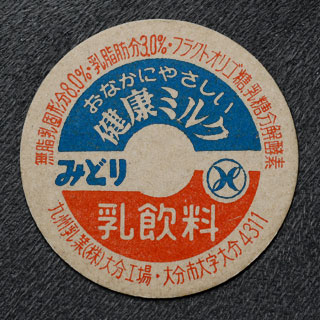 無脂乳固形分8.0%・乳脂肪分3.0%・フラクトオリゴ糖、乳糖分解酵素
おなかにやさしい
健康ミルク
みどり
乳飲料
九州乳業(株)大分工場・大分市大字大分4311